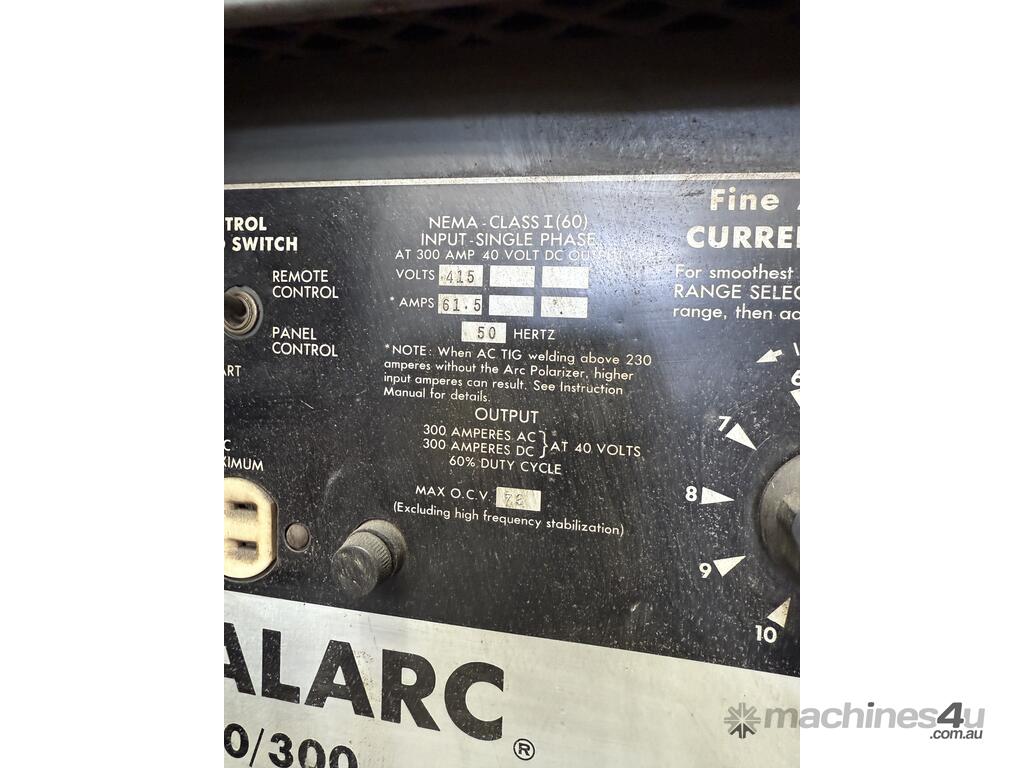 TROL
SWITCH
REMOTE
CONTROL
PANEL
CONTROL
ART
C
XIMUM
NEMA - CLASS I (60)
INPUT - SINGLE PHASE
AT 300 AMP 40 VOLT DC OUTPUT
VOLTS 415
* AMPS 61.5
50 HERTZ
*NOTE: When AC TIG welding above 230
amperes without the Arc Polarizer, higher
input amperes can result. See Instruction
Manual for details.
OUTPUT
300 AMPERES AC
300 AMPERES DC
AT 40 VOLTS
60% DUTY CYCLE
MAX O.C.V.
(Excluding high frequency stabilization)
Fine
CURRE
For smoothest
RANGE SELEC
range, then
6
7
8
9
10
ALARC
®
0/300
machines4u
.com.au